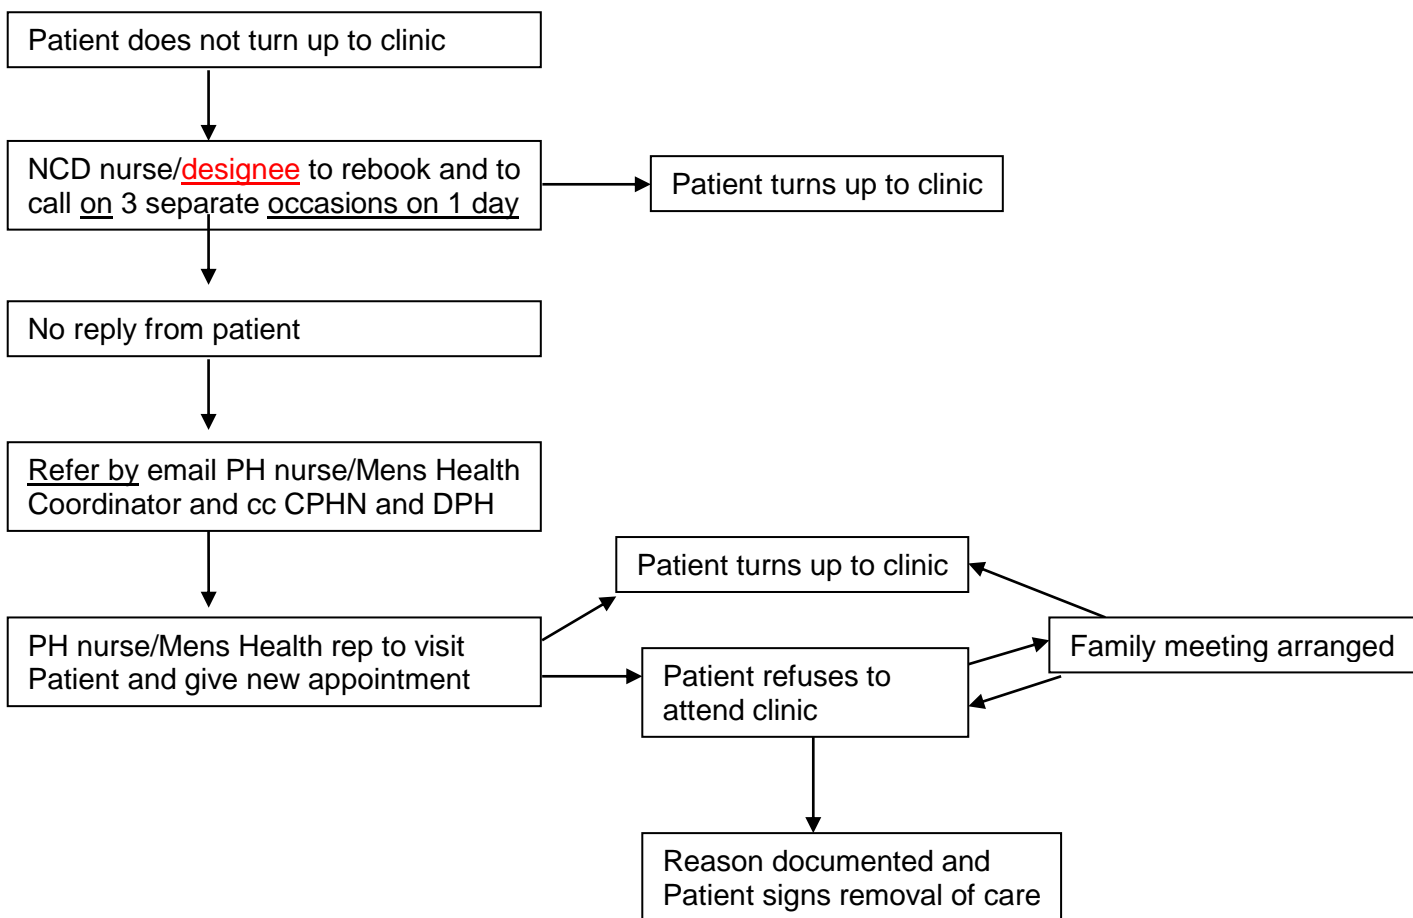 Patient does not turn up to clinic
NCD nurse/designee to rebook and to
call on 3 separate occasions on 1 day
Patient turns up to clinic
No reply from patient
Refer by email PH nurse/Mens Health
Coordinator and cc CPHN and DPH
Patient turns up to clinic
PH nurse/Mens Health rep to visit
Patient and give new appointment
Family meeting arranged
Patient refuses to
attend clinic
Reason documented and
Patient signs removal of care